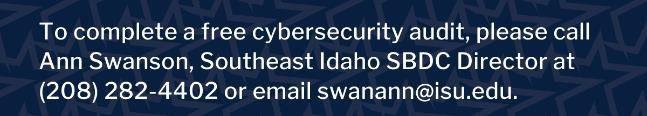 To complete a free cybersecurity audit, please call
Ann Swanson, Southeast Idaho SBDC Director at
(208) 282-4402 or email swanann@isu.edu.